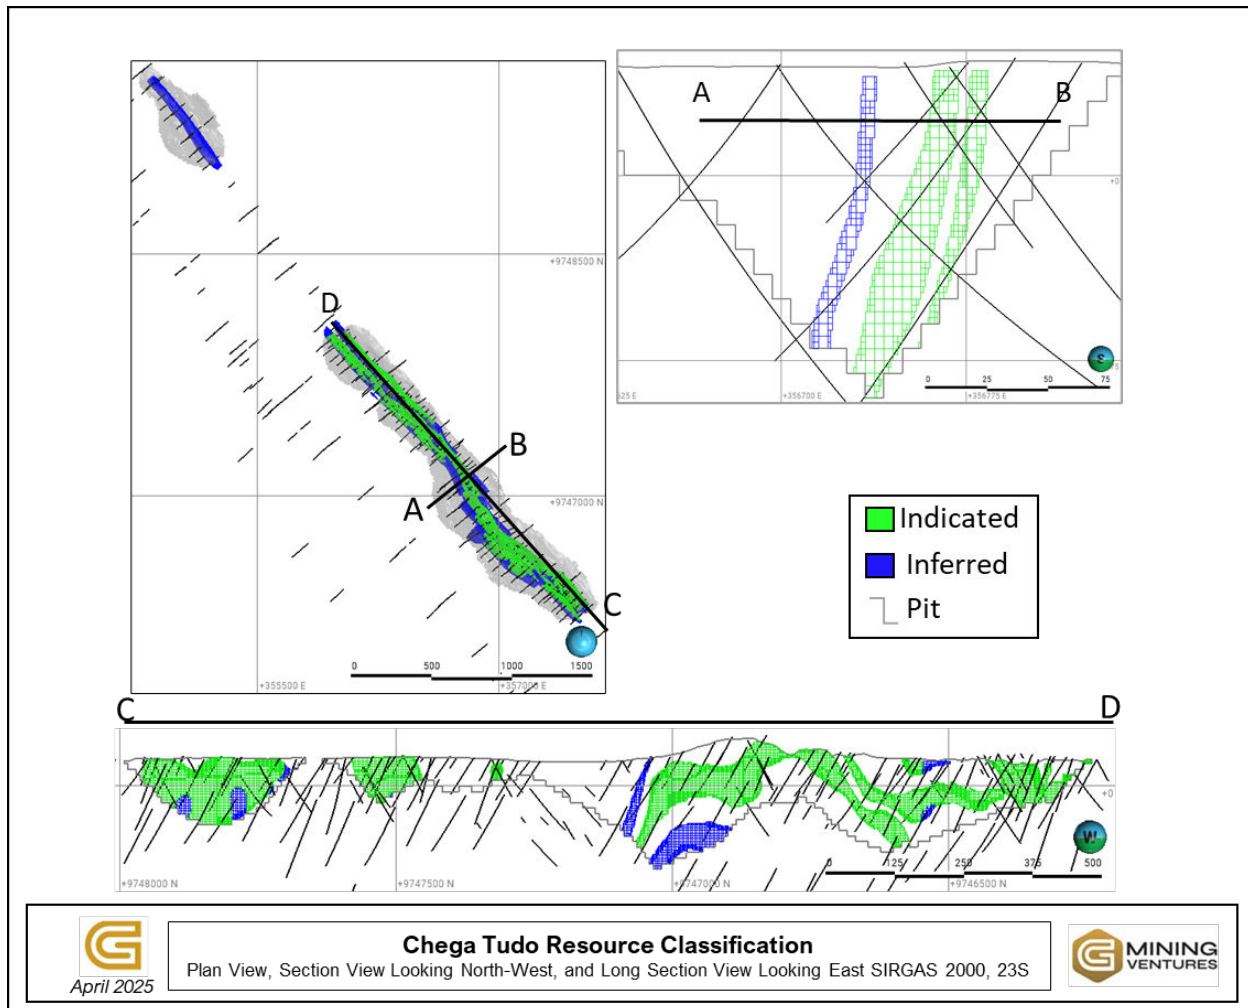 D
+9748500 N
B
A
+9747000 N
C
0 500 1000 1500
+355500 E
+357000 E
A
B
+0
S
0 25 50 75
+356700 E
+356775 E
Indicated
Inferred
Pit
C
D
+0
W
0 125 250 375 500
+9748000 N
+9747500 N
+9747000 N
+9746500 N
April 2025
Chega Tudo Resource Classification
Plan View, Section View Looking North-West, and Long Section View Looking East SIRGAS 2000, 23S
G MINING
VENTURES